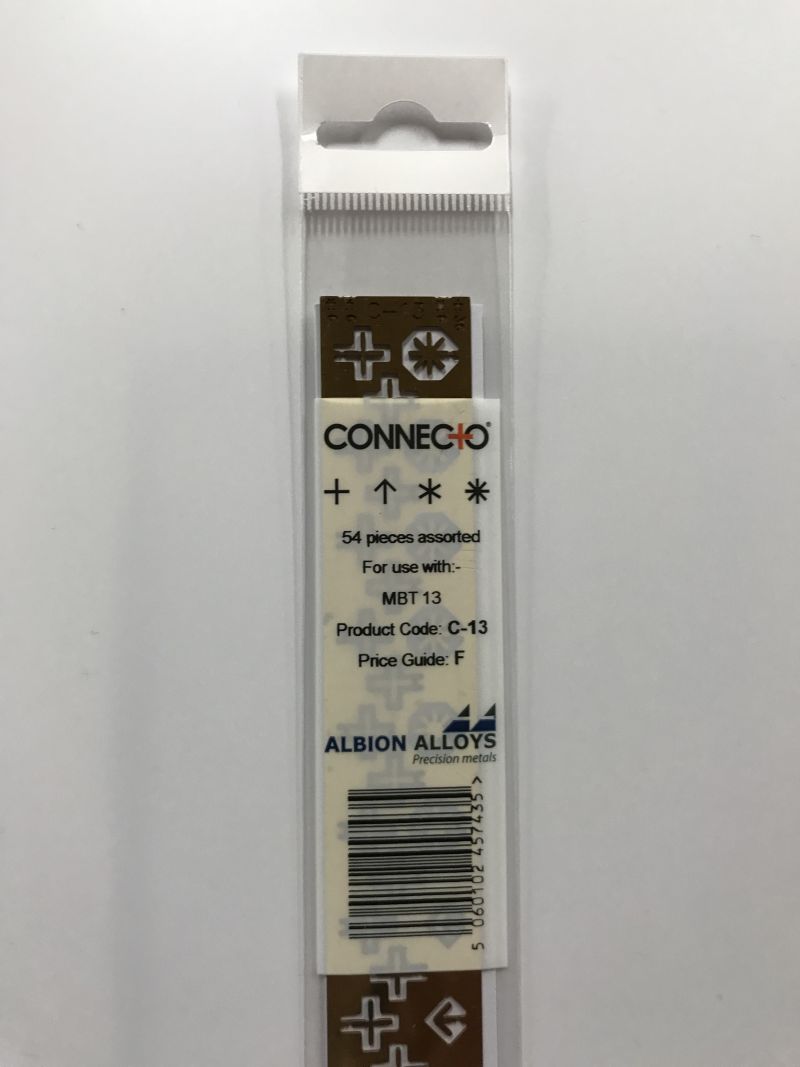 C-13
CONNECTO®
54 pieces assorted
For use with:-
MBT 13
Product Code: C-13
Price Guide: F
ALBION ALLOYS
Precision metals
5 060102 457435 >